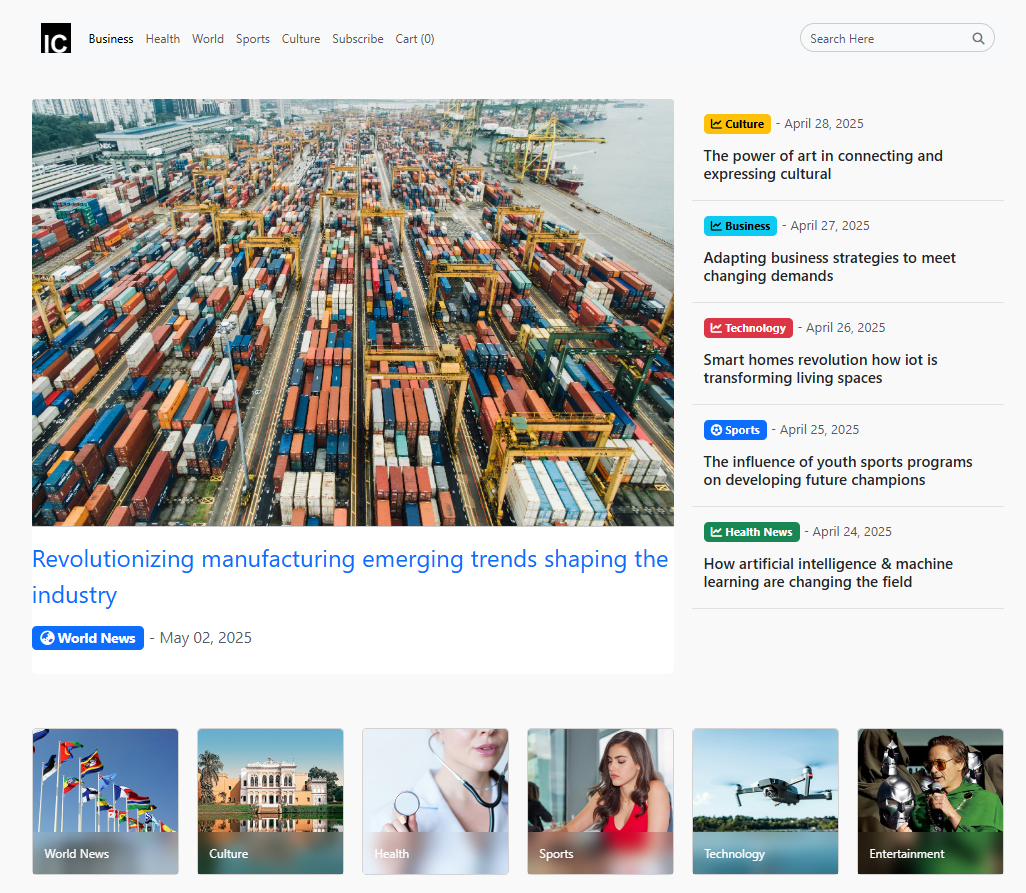 IC
Business Health World Sports Culture Subscribe Cart (0)
Search Here
Revolutionizing manufacturing emerging trends shaping the
industry
World News - May 02, 2025
Culture - April 28, 2025
The power of art in connecting and
expressing cultural
Business - April 27, 2025
Adapting business strategies to meet
changing demands
Technology - April 26, 2025
Smart homes revolution how iot is
transforming living spaces
Sports - April 25, 2025
The influence of youth sports programs
on developing future champions
Health News - April 24, 2025
How artificial intelligence & machine
learning are changing the field
World News
Culture
Health
Sports
Technology
Entertainment